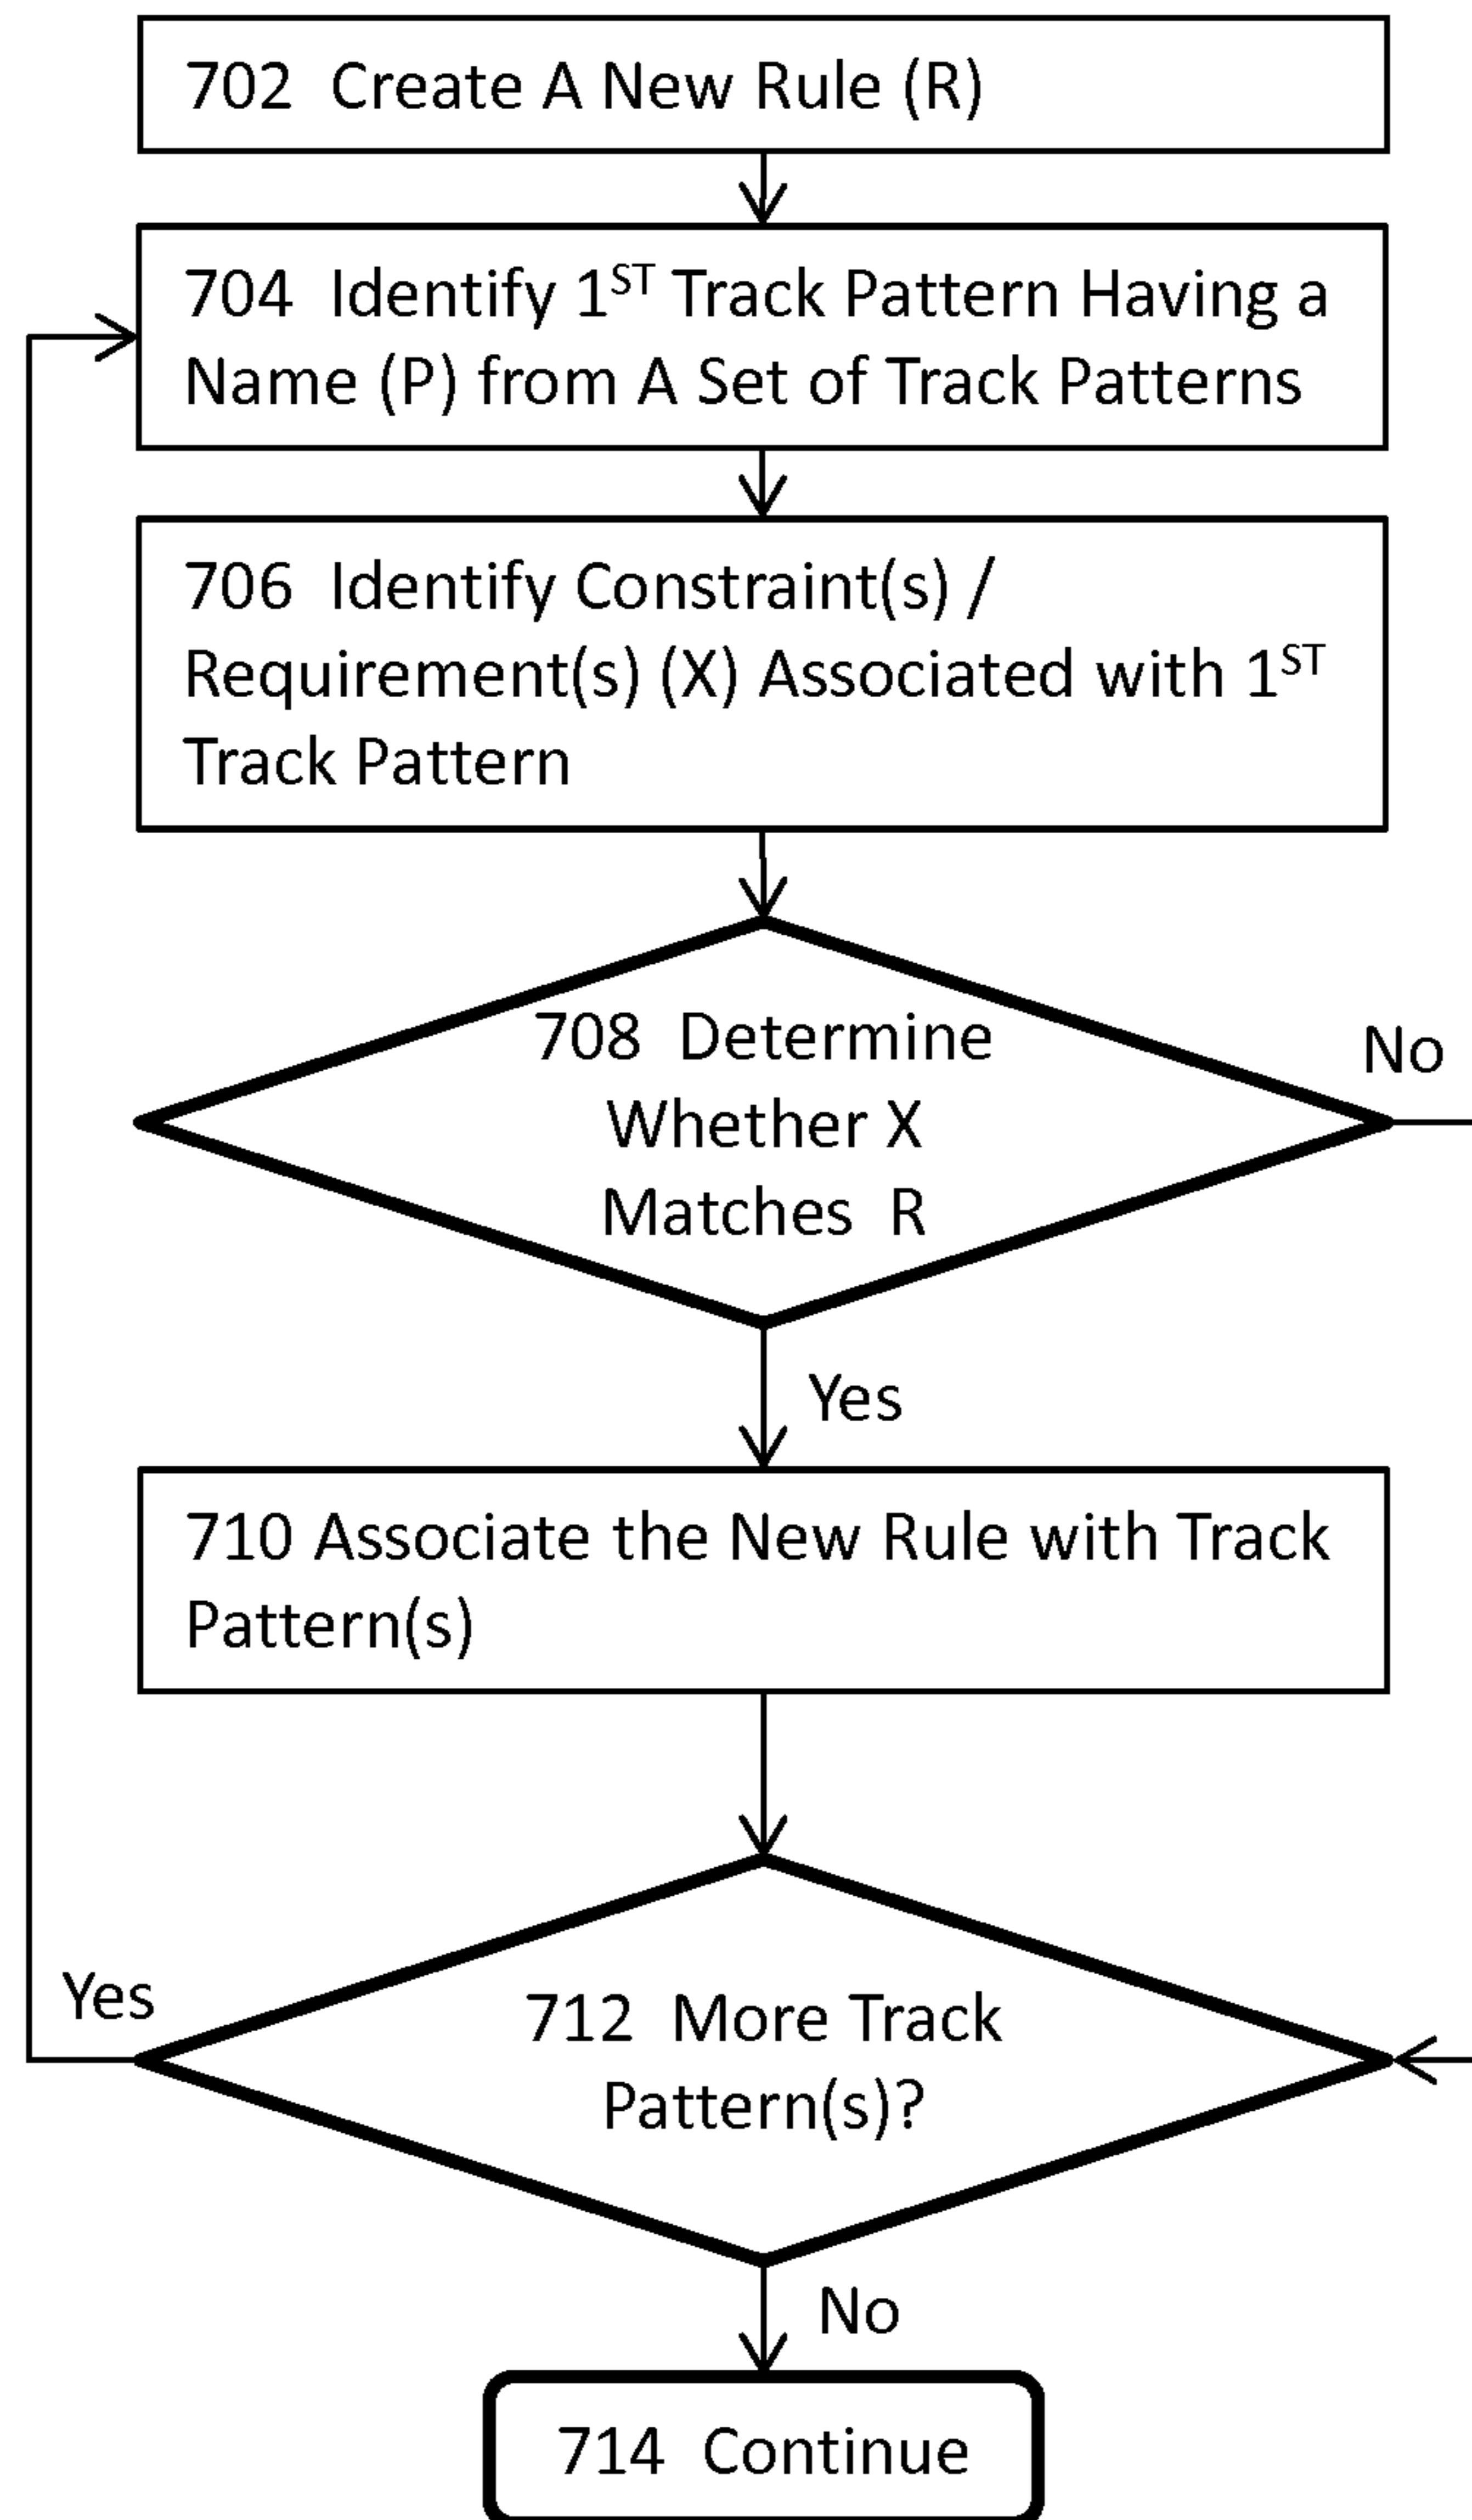 702 Create A New Rule (R)
704 Identify 1ST Track Pattern Having a
Name (P) from A Set of Track Patterns
706 Identify Constraint(s) /
Requirement(s) (X) Associated with 1ST
Track Pattern
708 Determine
Whether X
Matches R
No
Yes
710 Associate the New Rule with Track
Pattern(s)
Yes
712 More Track
Pattern(s)?
No
714 Continue